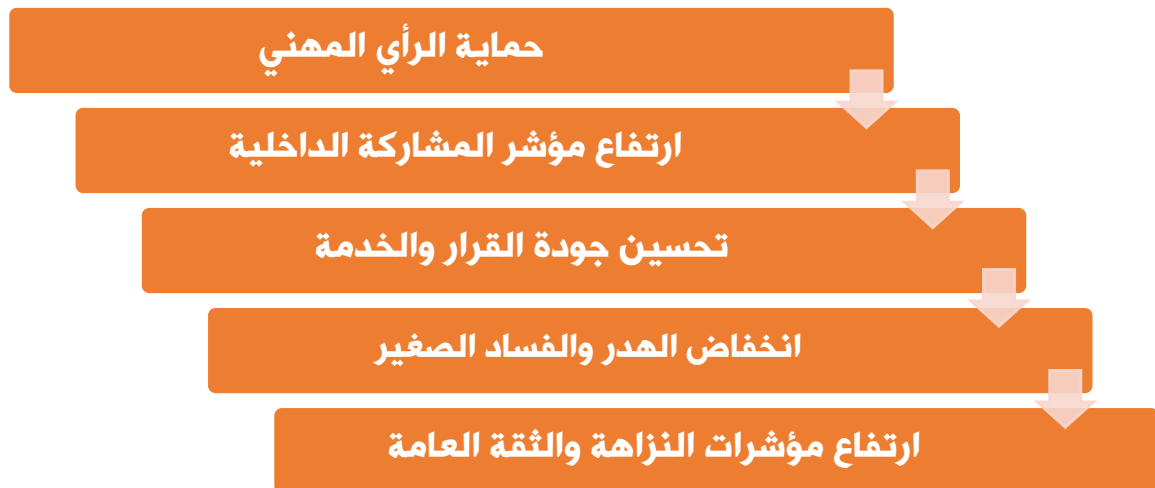 حماية الرأي المهني
ارتفاع مؤشر المشاركة الداخلية
تحسين جودة القرار والخدمة
انخفاض الهدر والفساد الصغير
ارتفاع مؤشرات النزاهة والثقة العامة